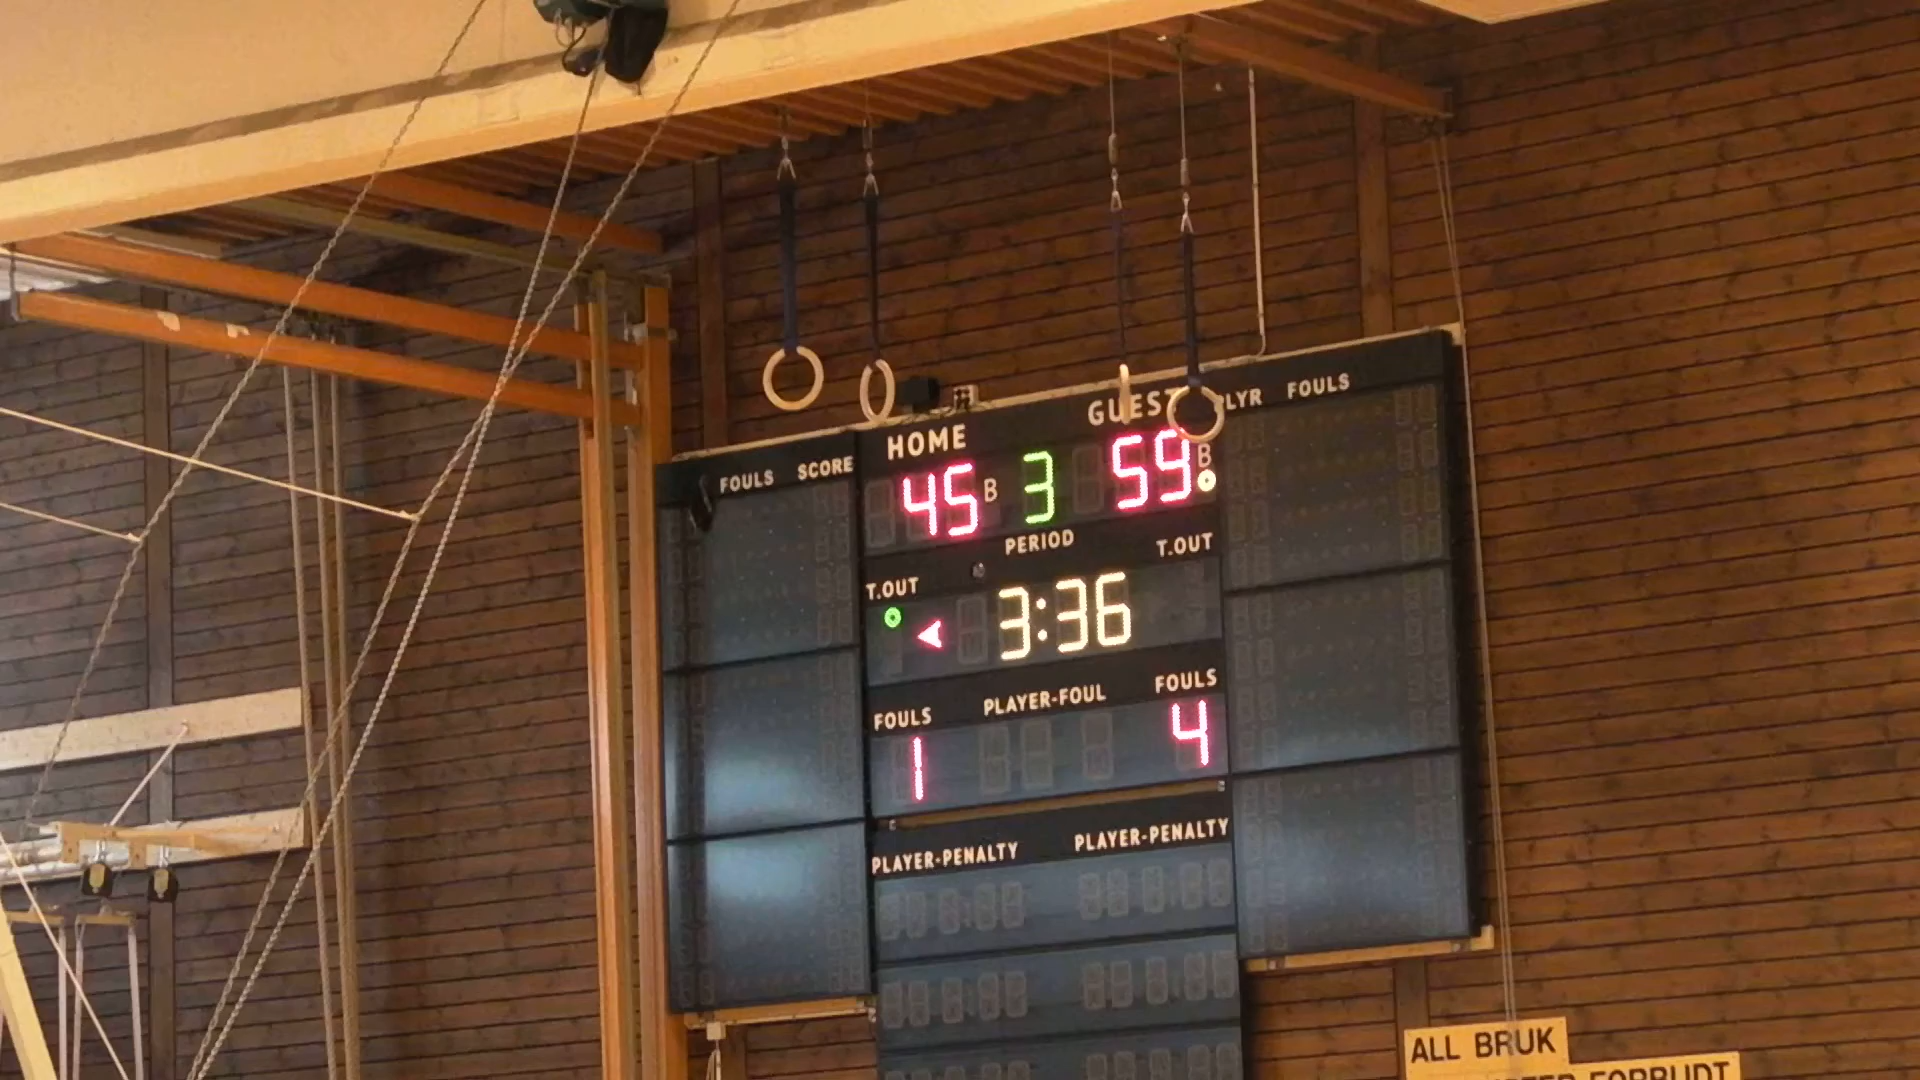 HOME GUEST PLYR FOULS
FOULS SCORE 45 B 3 59 B
PERIOD
T.OUT T.OUT
3:36
FOULS PLAYER-FOUL FOULS
1 4
PLAYER-PENALTY PLAYER-PENALTY
ALL BRUK
FORBUDT